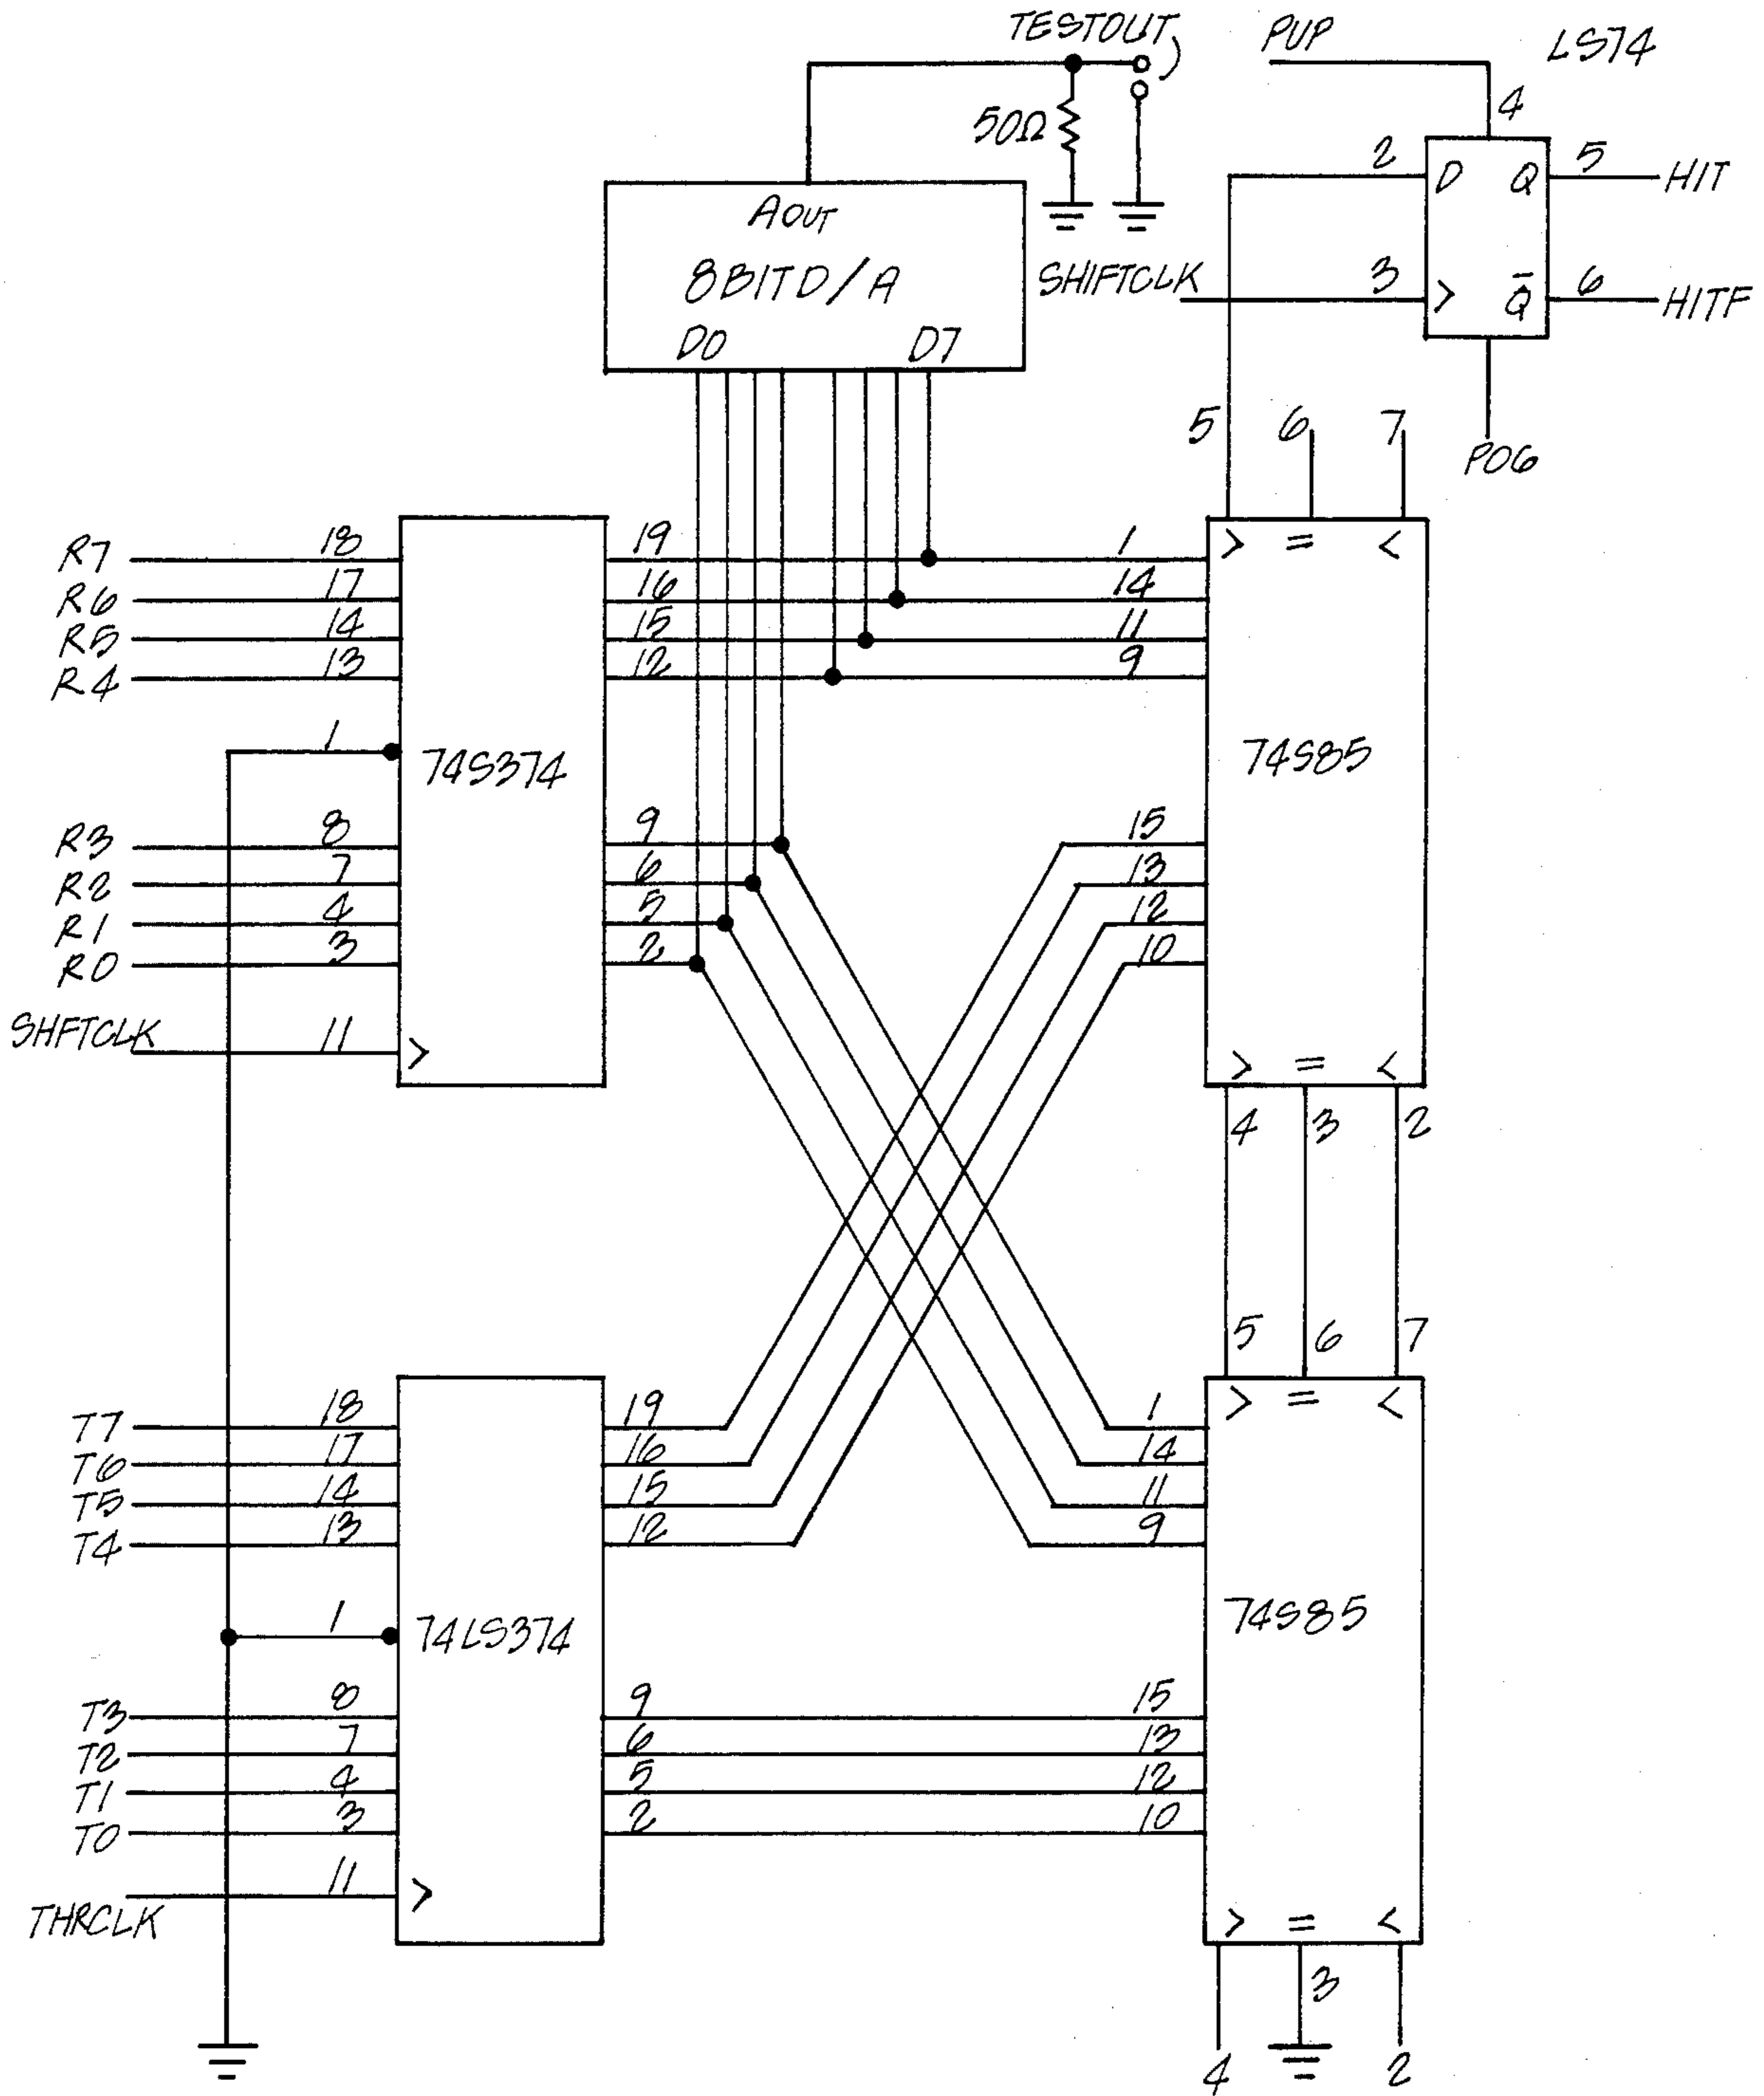 TESTOUT
PUP
LS74
4
50Ω
2
D
Q
5
HIT
AOUT
8BITD/A
D0
D7
SHIFTCLK
3
>
Q̄
6
HITF
5
6
7
PO6
R7
18
19
1
> = <
R6
17
16
14
R5
14
15
11
R4
13
12
9
1
74S374
74S85
R3
8
9
15
R2
7
6
13
R1
4
5
12
R0
3
2
10
SHFTCLK
11
>
> = <
4
3
2
5
6
7
T7
18
19
1
> = <
T6
17
16
14
T5
14
15
11
T4
13
12
9
1
74LS374
74S85
T3
8
9
15
T2
7
6
13
T1
4
5
12
T0
3
2
10
THRCLK
11
>
> = <
3
4
2